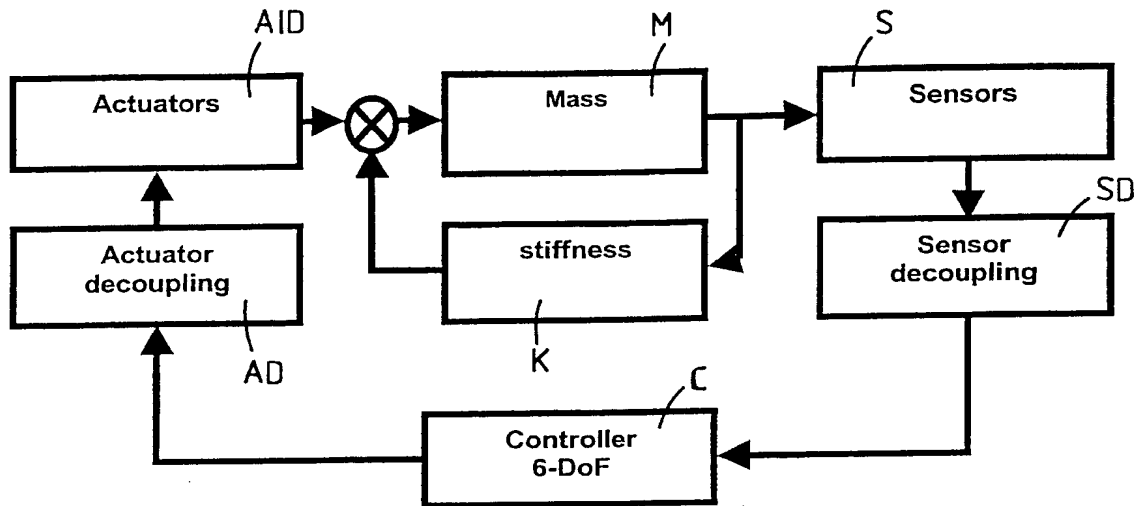 AID
M
S
Actuators
Mass
Sensors
SD
Actuator
decoupling
stiffness
Sensor
decoupling
AD
K
C
Controller
6-DoF